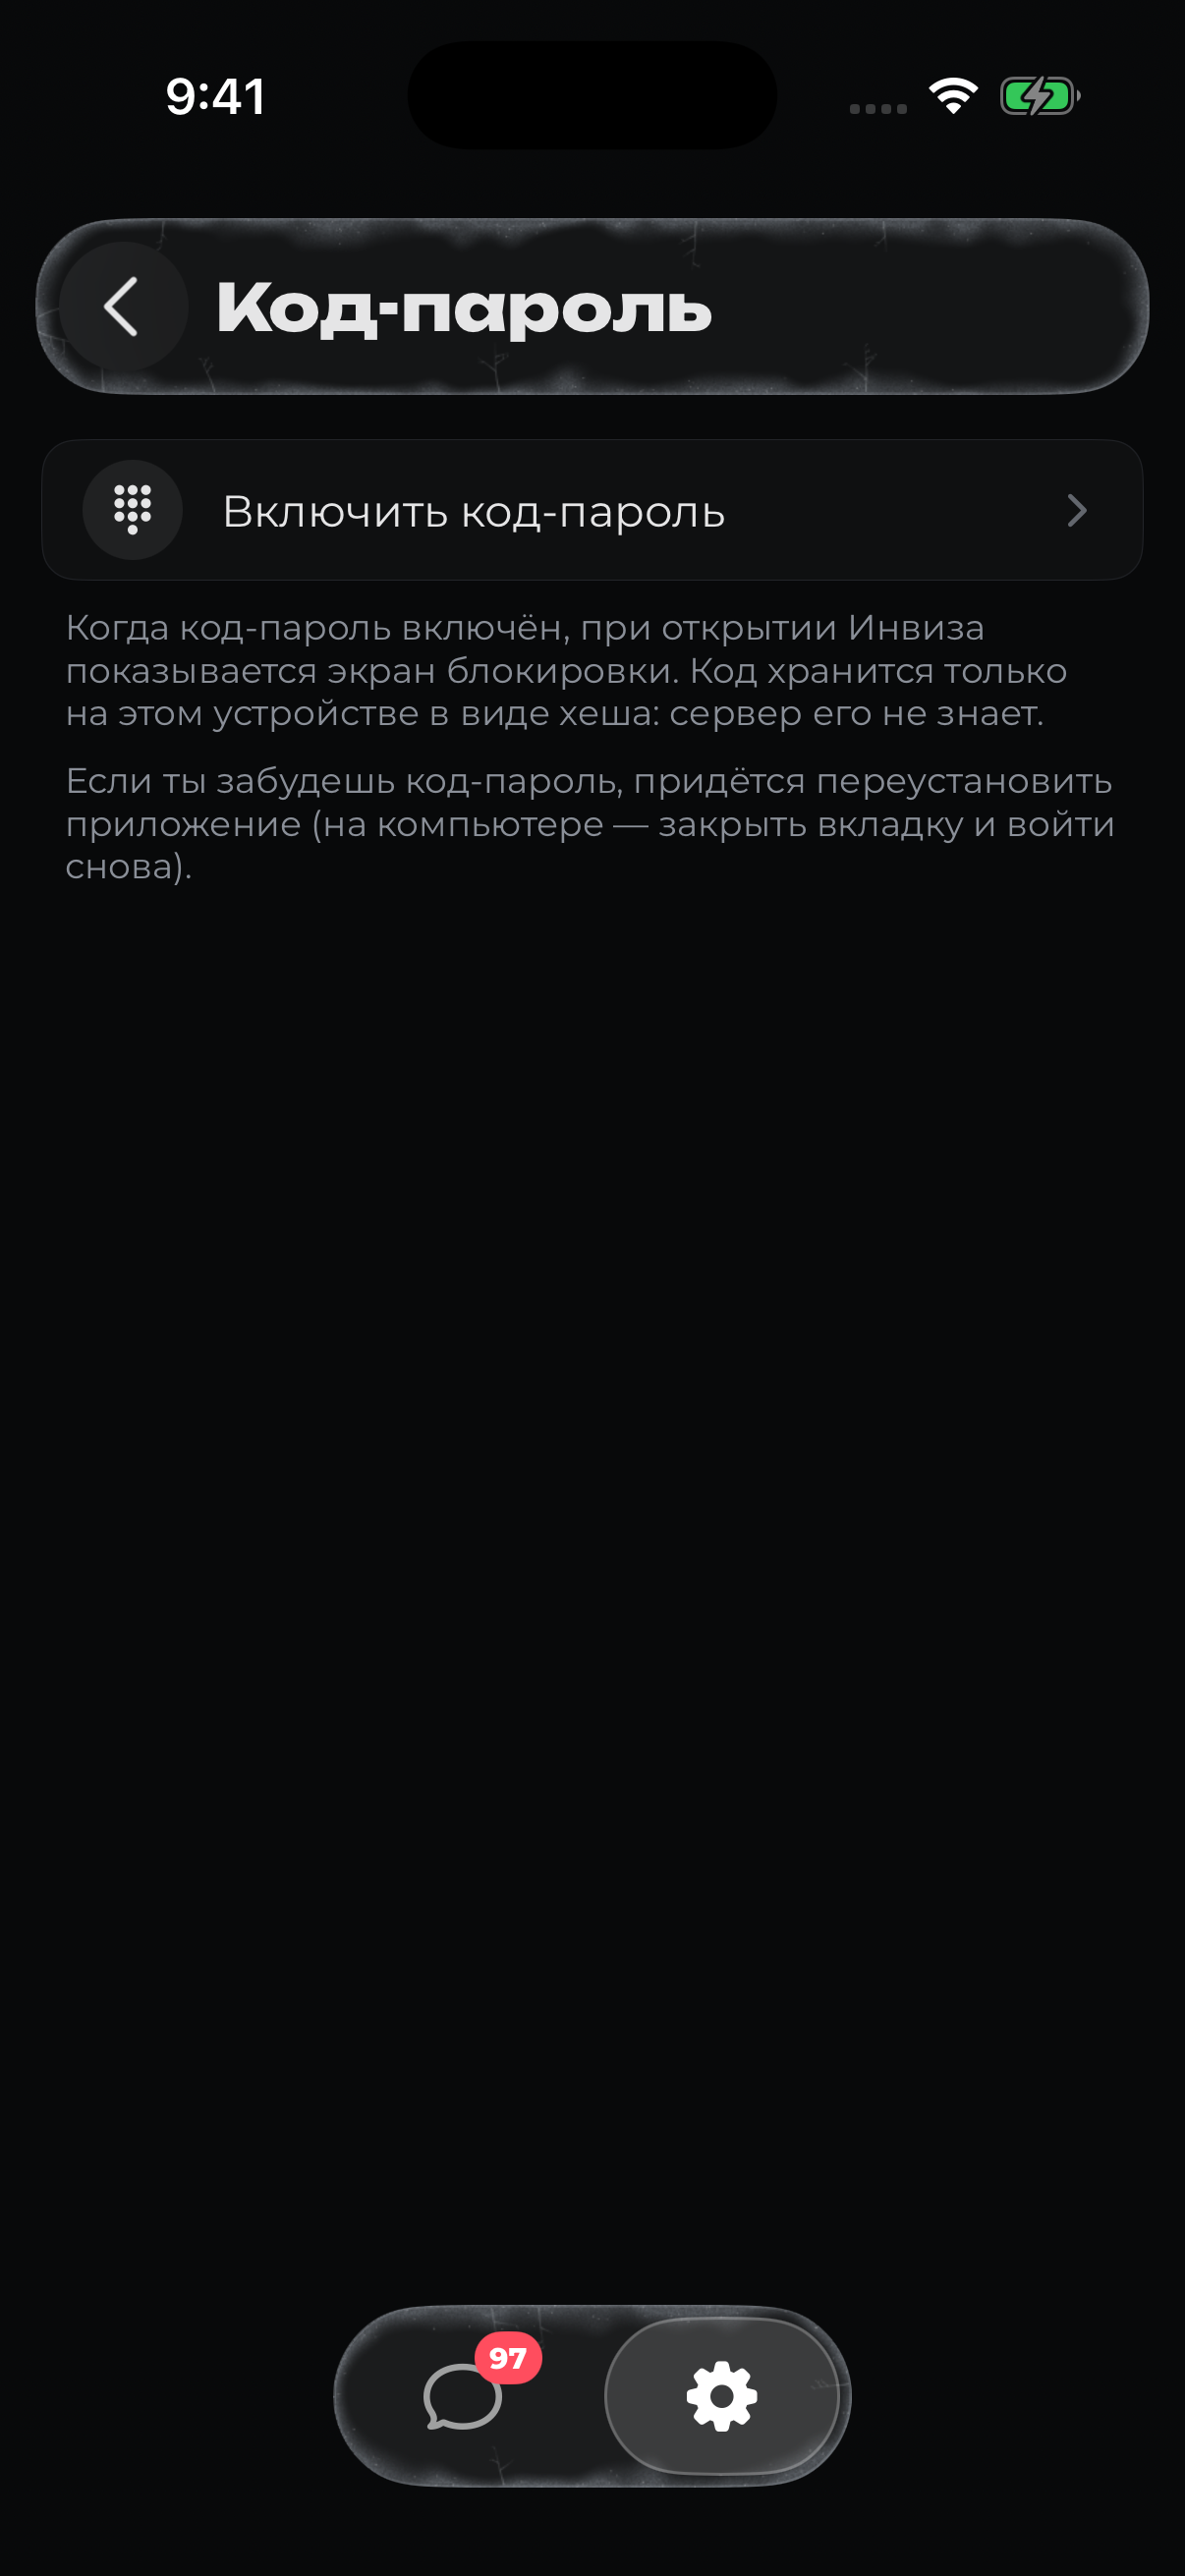 9:41
Код-пароль
Включить код-пароль
Когда код-пароль включён, при открытии Инвиза
показывается экран блокировки. Код хранится только
на этом устройстве в виде хеша: сервер его не знает.
Если ты забудешь код-пароль, придётся переустановить
приложение (на компьютере — закрыть вкладку и войти
снова).
97